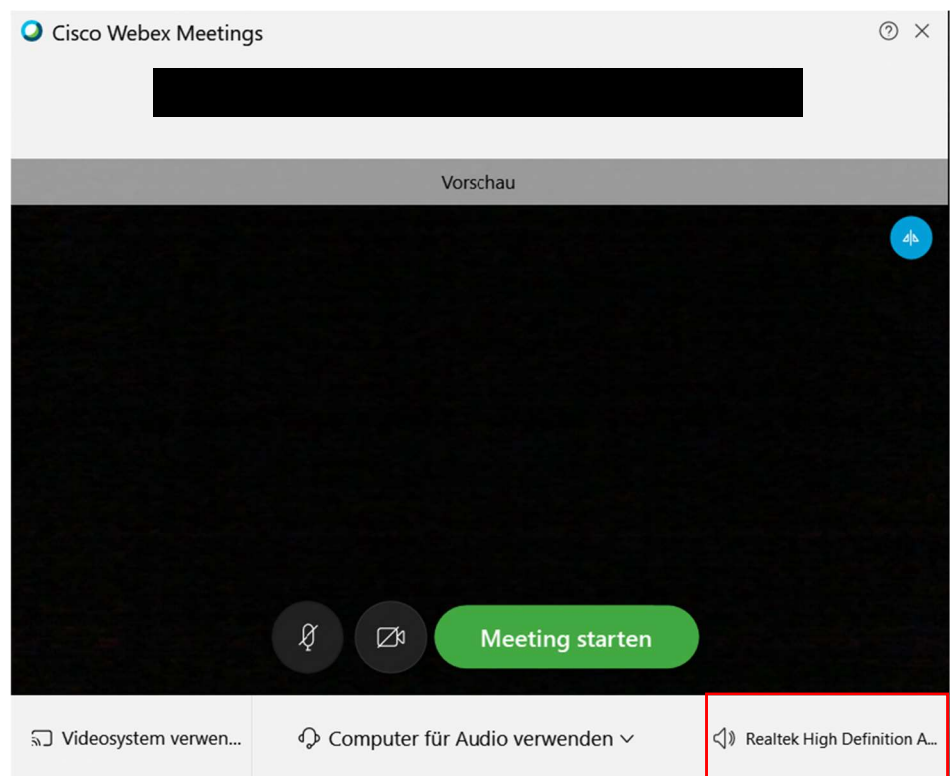 Cisco Webex Meetings
Vorschau
Meeting starten
Videosystem verwen...
Computer für Audio verwenden
Realtek High Definition A...